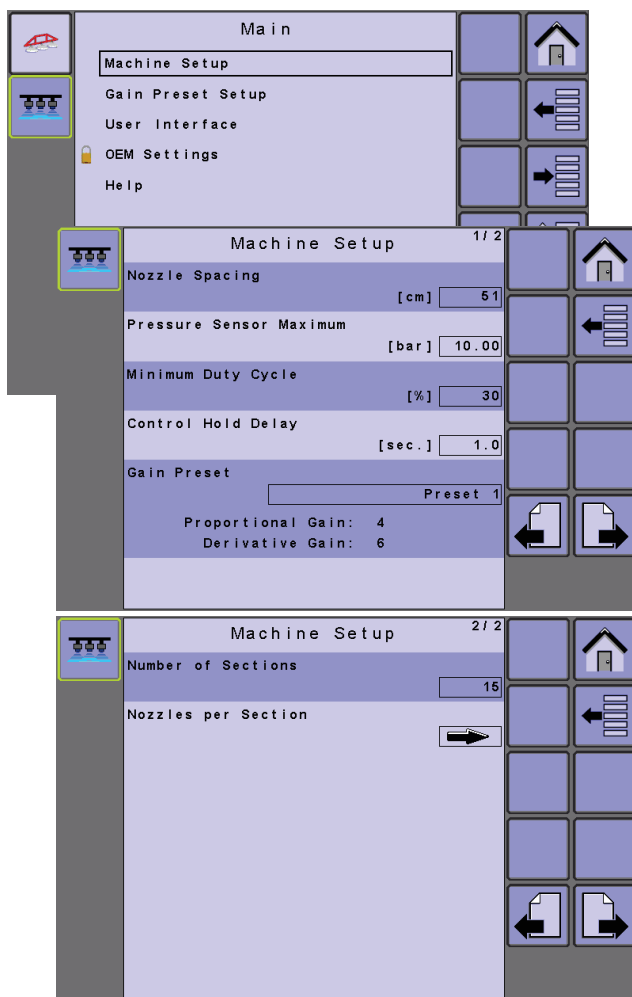 Main
Machine Setup
Gain Preset Setup
User Interface
OEM Settings
Help
Machine Setup 1/2
Nozzle Spacing
[cm] 51
Pressure Sensor Maximum
[bar] 10.00
Minimum Duty Cycle
[%] 30
Control Hold Delay
[sec.] 1.0
Gain Preset
Preset 1
Proportional Gain: 4
Derivative Gain: 6
Machine Setup 2/2
Number of Sections
15
Nozzles per Section